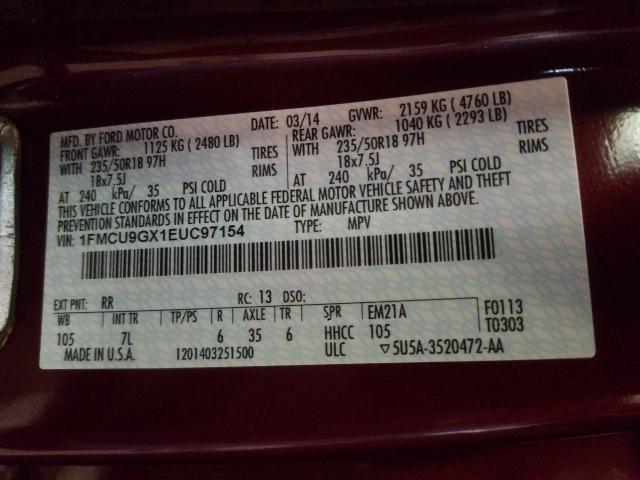 MFD. BY FORD MOTOR CO. DATE: 03/14 GVWR: 2159 KG ( 4760 LB)
FRONT GAWR: 1125 KG ( 2480 LB) REAR GAWR: 1040 KG ( 2293 LB)
WITH 235/50R18 97H TIRES WITH 235/50R18 97H TIRES
18x7.5J RIMS 18x7.5J RIMS
AT 240 kPa/ 35 PSI COLD AT 240 kPa/ 35 PSI COLD
THIS VEHICLE CONFORMS TO ALL APPLICABLE FEDERAL MOTOR VEHICLE SAFETY AND THEFT
PREVENTION STANDARDS IN EFFECT ON THE DATE OF MANUFACTURE SHOWN ABOVE.
VIN: 1FMCU9GX1EUC97154 TYPE: MPV
EXT PNT: RR RC: 13 DSO:
WB INT TR TP/PS R AXLE TR SPR EM21A F0113
105 7L 6 35 6 HHCC 105 T0303
MADE IN U.S.A. 1201403251500 ULC ▽5U5A-3520472-AA